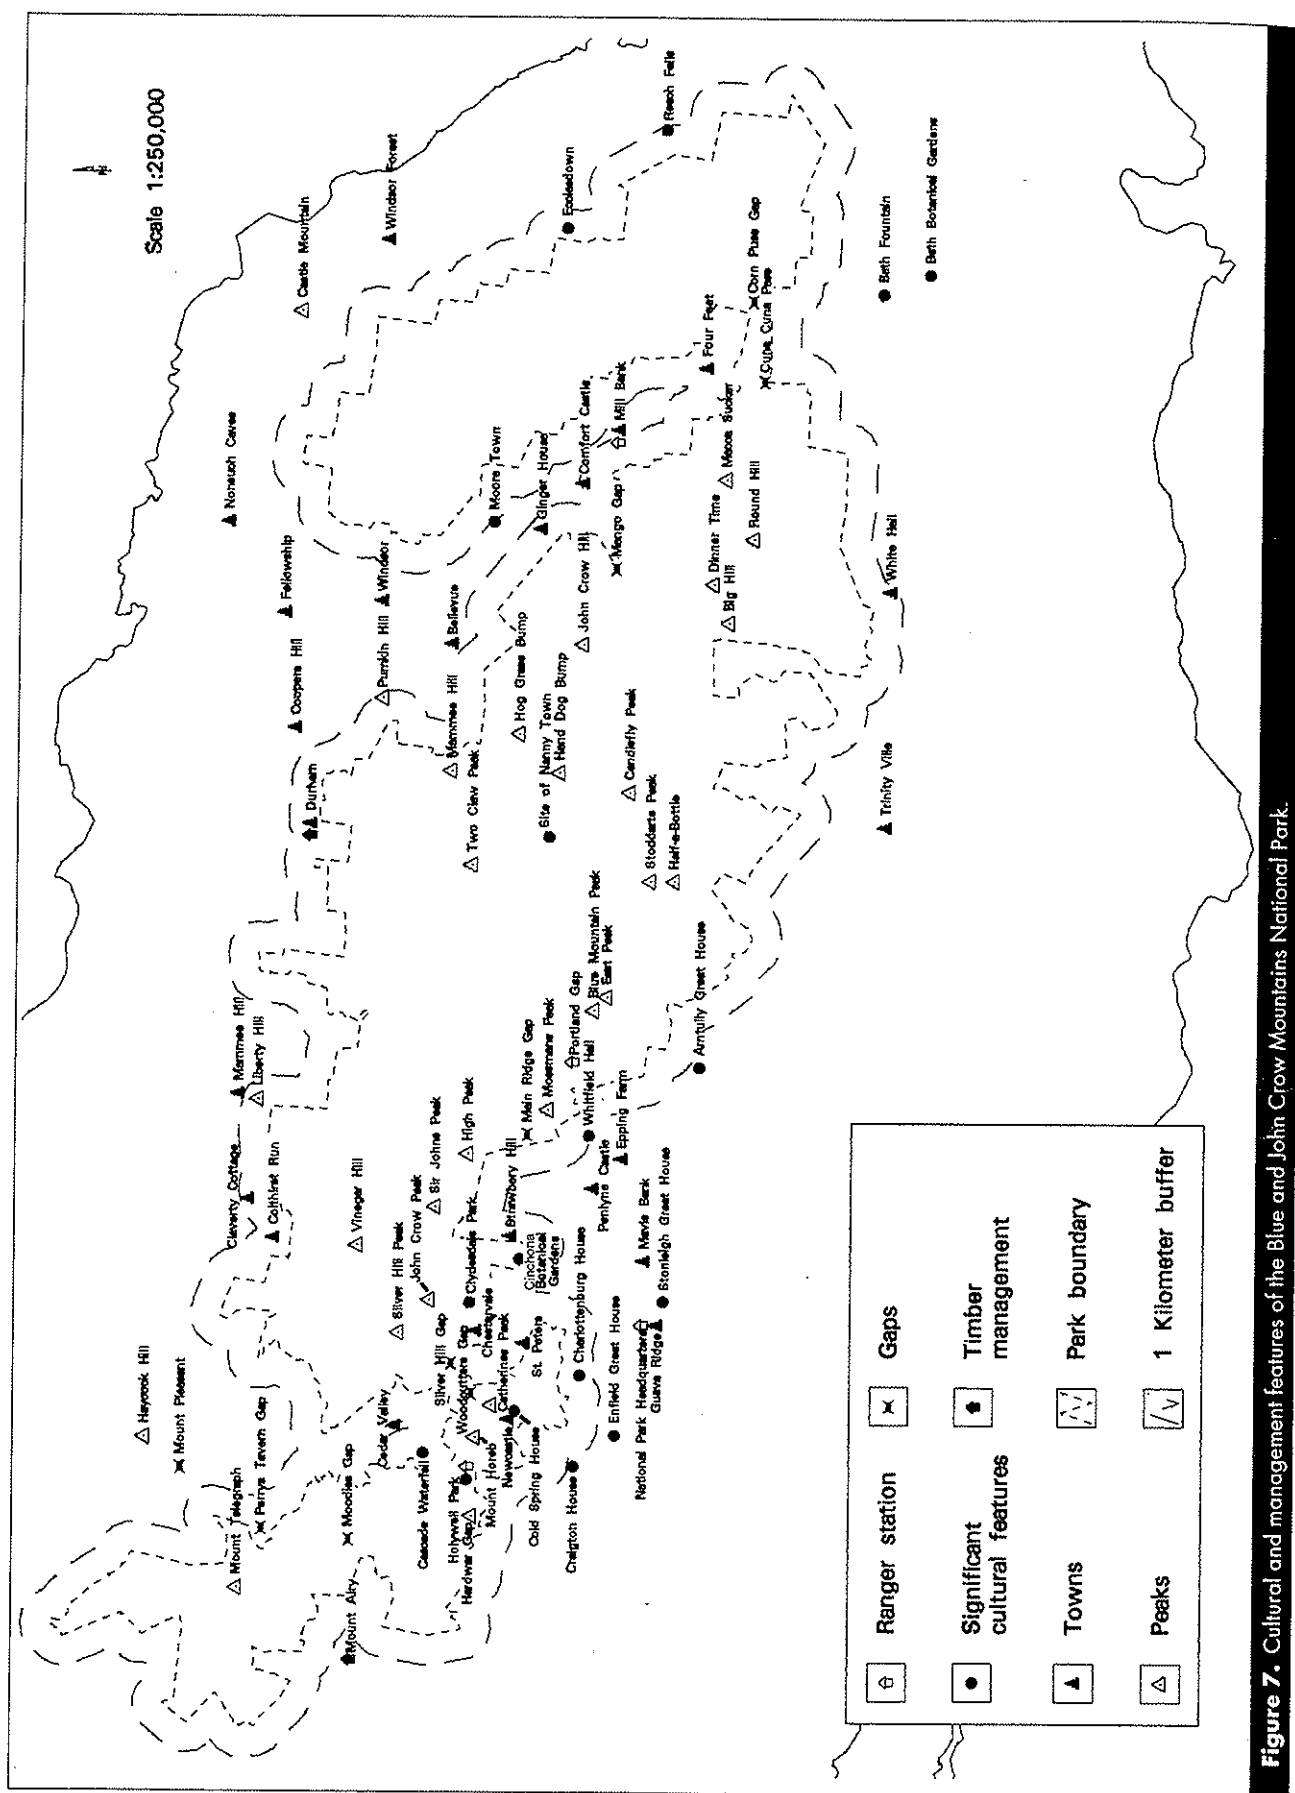 Scale 1:250,000
Haycock Hill
Mount Pleasant
Mount Telegraph
Parrys Tavern Gap
Moodies Gap
Mount Airy
Cedar Valley
Cascade Waterfall
Holywell Park
Hardwar Gap
Mount Horeb
Newcastle
Cold Spring House
Craigton House
Claverty Cottage
Colthirst Run
Mammee Hill
Liberty Hill
Vinegar Hill
Silver Hill Peak
John Crow Peak
Sir Johns Peak
High Peak
Silver Hill Gap
Woodcutters Gap
Chestervale
Catherines Peak
St. Peters
Clydesdale Park
Cinchona
Botanical
Gardens
Strawberry Hill
Main Ridge Gap
Mossmans Peak
Portland Gap
Whitfield Hall
Blue Mountain Peak
East Peak
Penlyne Castle
Epping Farm
Charlottenburg House
Enfield Great House
National Park Headquarters
Guava Ridge
Mavis Bank
Stonleigh Great House
Arntully Great House
Durham
Coopers Hill
Fellowship
Nonsuch Caves
Castle Mountain
Windsor Forest
Pumkin Hill
Windsor
Mammee Hill
Bellevue
Two Claw Peak
Hog Grass Bump
Site of Nanny Town
Hand Dog Bump
John Crow Hill
Candlefly Peak
Stoddarts Peak
Half-a-Bottle
Moore Town
Ginger House
Comfort Castle
Mill Bank
Mango Gap
Ecclesdown
Reach Falls
Four Feet
Corn Puss Gap
Cuna Cuna Pass
Macca Sucker
Dinner Time
Round Hill
Big Hill
White Hall
Trinity Ville
Bath Fountain
Bath Botanical Gardens
Ranger station
Gaps
Significant
cultural features
Timber
management
Towns
Park boundary
Peaks
1 Kilometer buffer
Figure 7. Cultural and management features of the Blue and John Crow Mountains National Park.